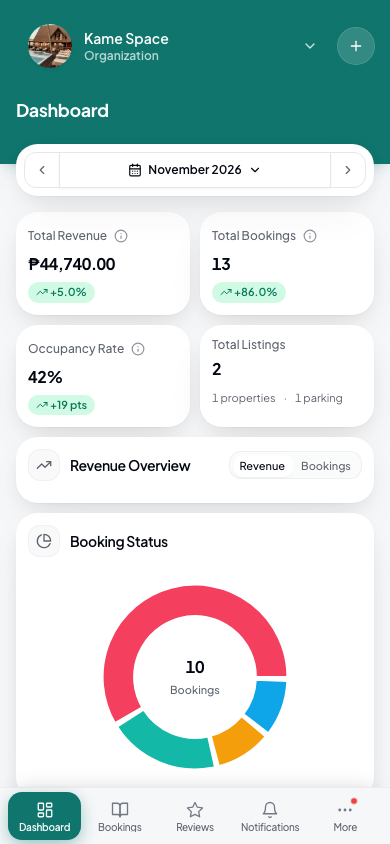 Kame Space
Organization
Dashboard
November 2026
Total Revenue
₱44,740.00
+5.0%
Total Bookings
13
+86.0%
Occupancy Rate
42%
+19 pts
Total Listings
2
1 properties · 1 parking
Revenue Overview
Revenue
Bookings
Booking Status
10
Bookings
Dashboard
Bookings
Reviews
Notifications
More